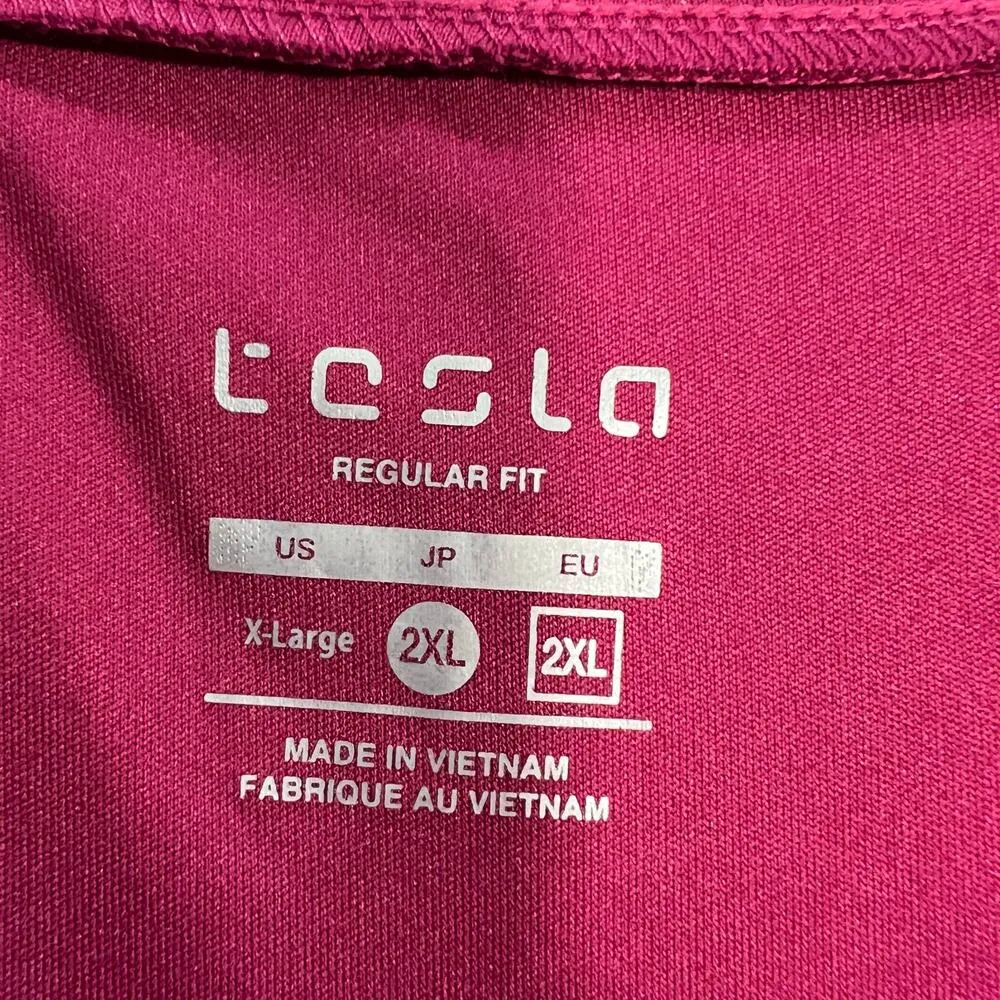 tesla
REGULAR FIT
US JP EU
X-Large 2XL 2XL
MADE IN VIETNAM
FABRIQUE AU VIETNAM